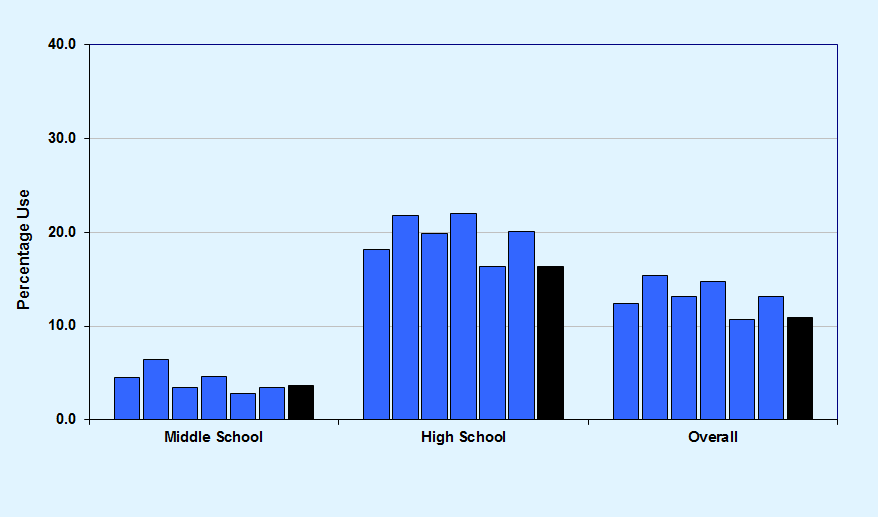 40.0
30.0
20.0
10.0
0.0
Percentage Use
Middle School
High School
Overall